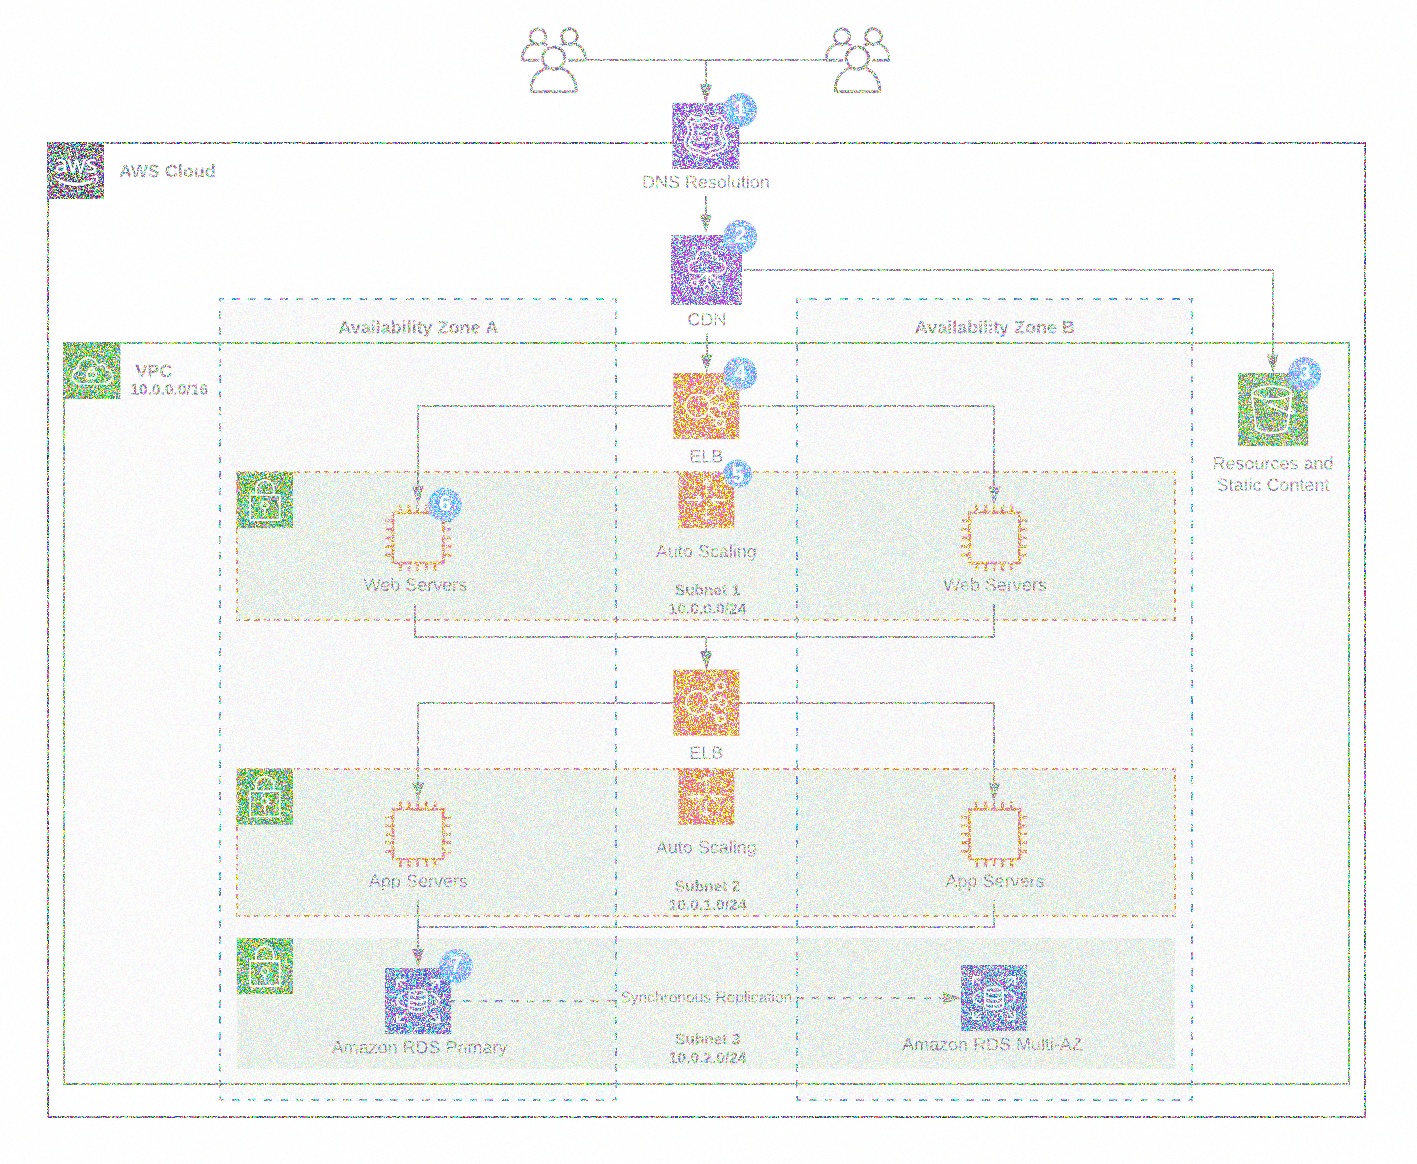 1
aws
AWS Cloud
DNS Resolution
2
CDN
Availability Zone A
Availability Zone B
VPC
10.0.0.0/16
4
3
ELB
Resources and
Static Content
5
6
Auto Scaling
Web Servers
Web Servers
Subnet 1
10.0.0.0/24
ELB
Auto Scaling
App Servers
App Servers
Subnet 2
10.0.1.0/24
7
Synchronous Replication
Subnet 3
10.0.2.0/24
Amazon RDS Primary
Amazon RDS Multi-AZ